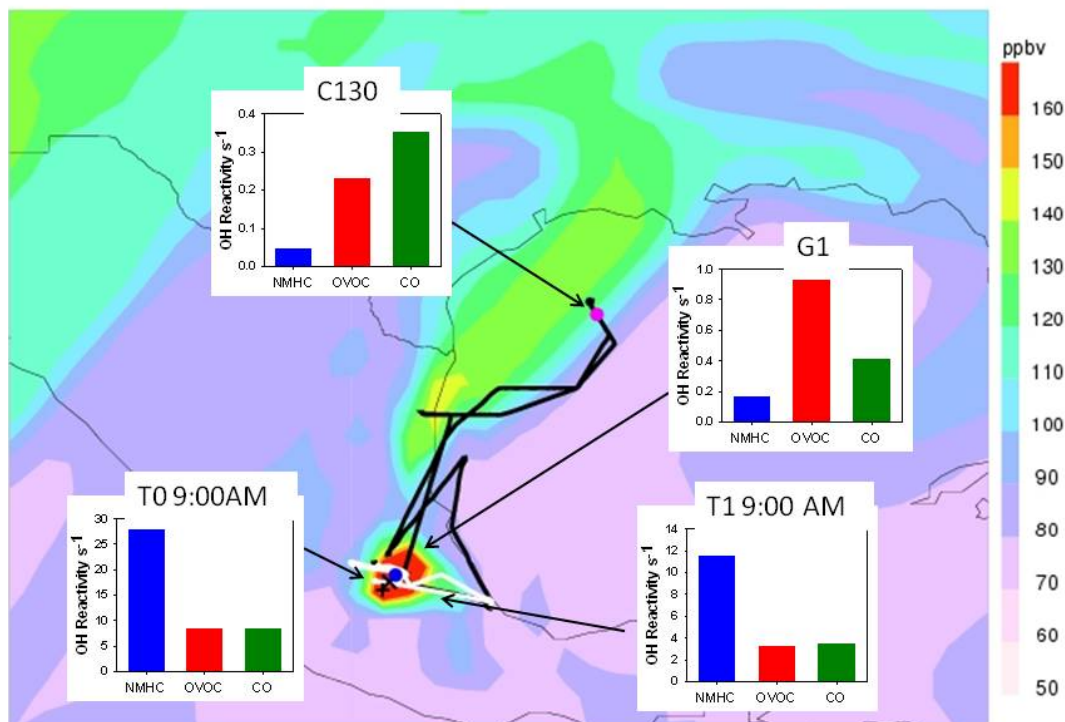 ppbv
160
150
140
130
120
110
100
90
80
70
60
50
C130
OH Reactivity s-1
0.4
0.3
0.2
0.1
0.0
NMHC OVOC CO
G1
OH Reactivity s-1
1.0
0.8
0.6
0.4
0.2
0.0
NMHC OVOC CO
T0 9:00AM
OH Reactivity s-1
30
25
20
15
10
5
0
NMHC OVOC CO
T1 9:00 AM
OH Reactivity s-1
14
12
10
8
6
4
2
0
NMHC OVOC CO